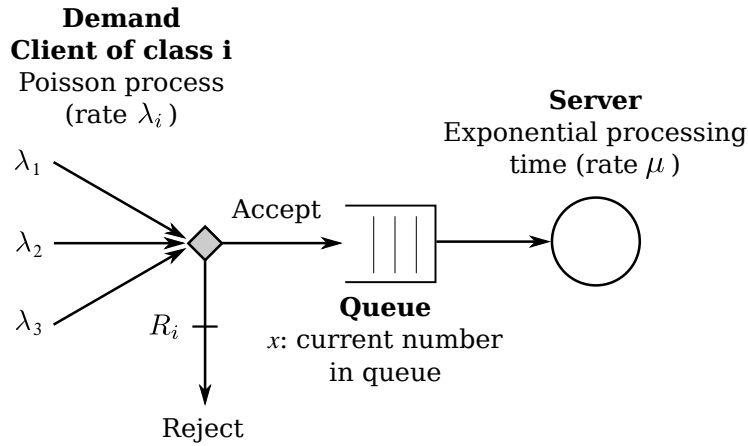 Demand
Client of class i
Poisson process
(rate λᵢ)
λ₁
λ₂
λ₃
Accept
Rᵢ
Reject
Queue
x: current number
in queue
Server
Exponential processing
time (rate μ)